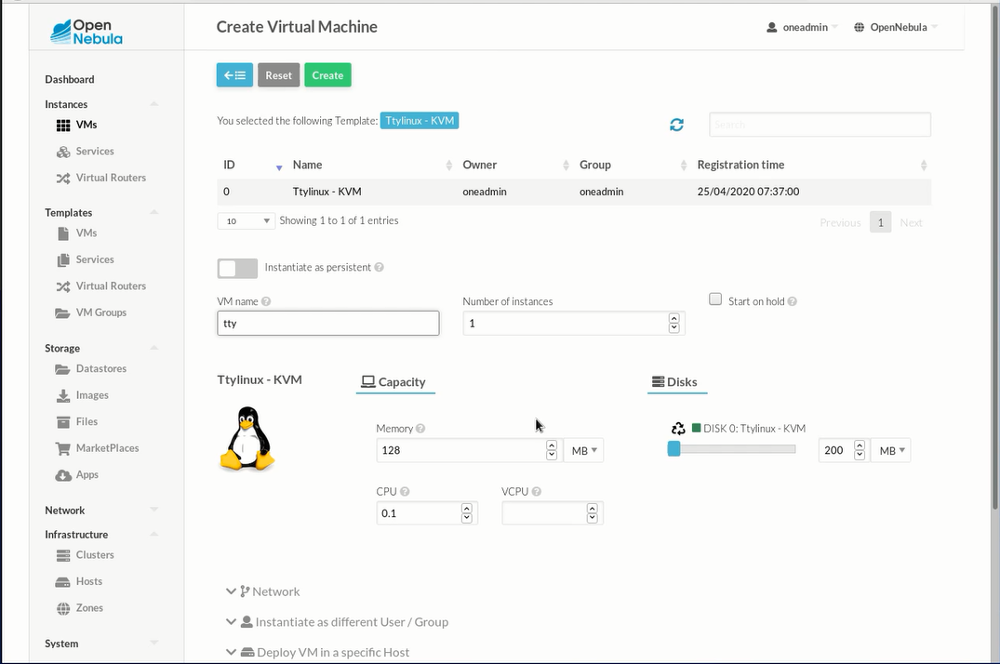 Open
Nebula
Create Virtual Machine
oneadmin
OpenNebula
Dashboard
Instances
VMs
Services
Virtual Routers
Templates
VMs
Services
Virtual Routers
VM Groups
Storage
Datastores
Images
Files
MarketPlaces
Apps
Network
Infrastructure
Clusters
Hosts
Zones
System
Reset
Create
You selected the following Template: Ttylinux - KVM
Search
ID Name Owner Group Registration time
0 Ttylinux - KVM oneadmin oneadmin 25/04/2020 07:37:00
10 Showing 1 to 1 of 1 entries
Previous 1 Next
Instantiate as persistent ?
VM name ? Number of instances Start on hold ?
tty 1
Ttylinux - KVM Capacity Disks
Memory ? DISK 0: Ttylinux - KVM
128 MB 200 MB
CPU ? VCPU ?
0.1
Network
Instantiate as different User / Group
Deploy VM in a specific Host